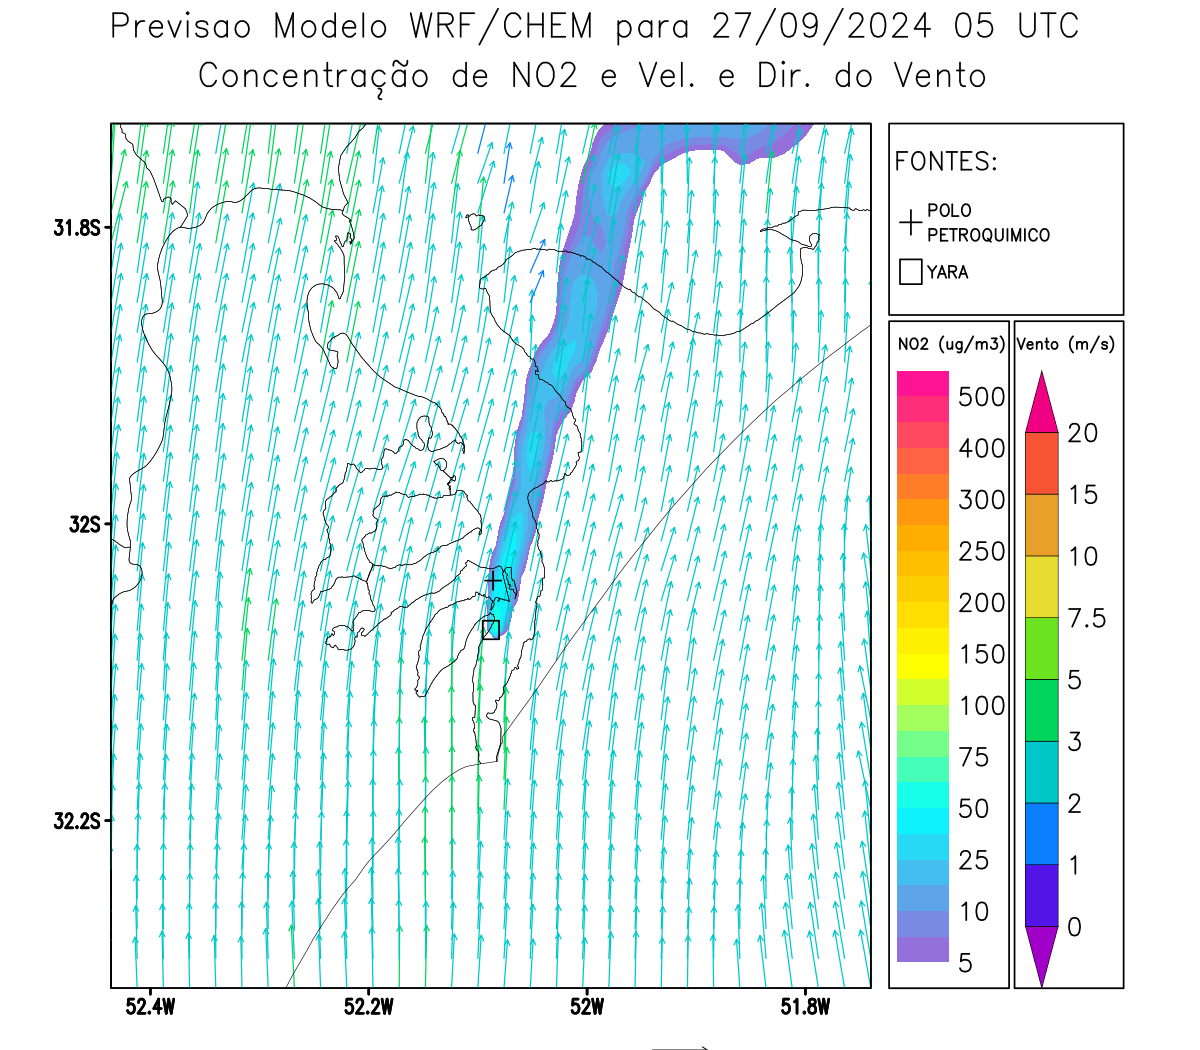 Previsao Modelo WRF/CHEM para 27/09/2024 05 UTC
Concentração de NO2 e Vel. e Dir. do Vento
FONTES:
POLO
PETROQUIMICO
YARA
NO2 (ug/m3)
500
400
300
250
200
150
100
75
50
25
10
5
Vento (m/s)
20
15
10
7.5
5
3
2
1
0
31.8S
32S
32.2S
52.4W
52.2W
52W
51.8W